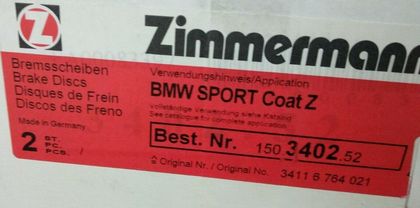 Z
Zimmermann
Bremsscheiben
Brake Discs
Disques de Frein
Discos del Freno
Made in Germany
2 ST.
PC.
PCS.
Verwendungshinweis/Application
BMW SPORT Coat Z
Vollständige Verwendung siehe Katalog
See catalogue for complete application
Best. Nr. 150 3402.52
Original Nr. / Original No. 3411 6 764 021